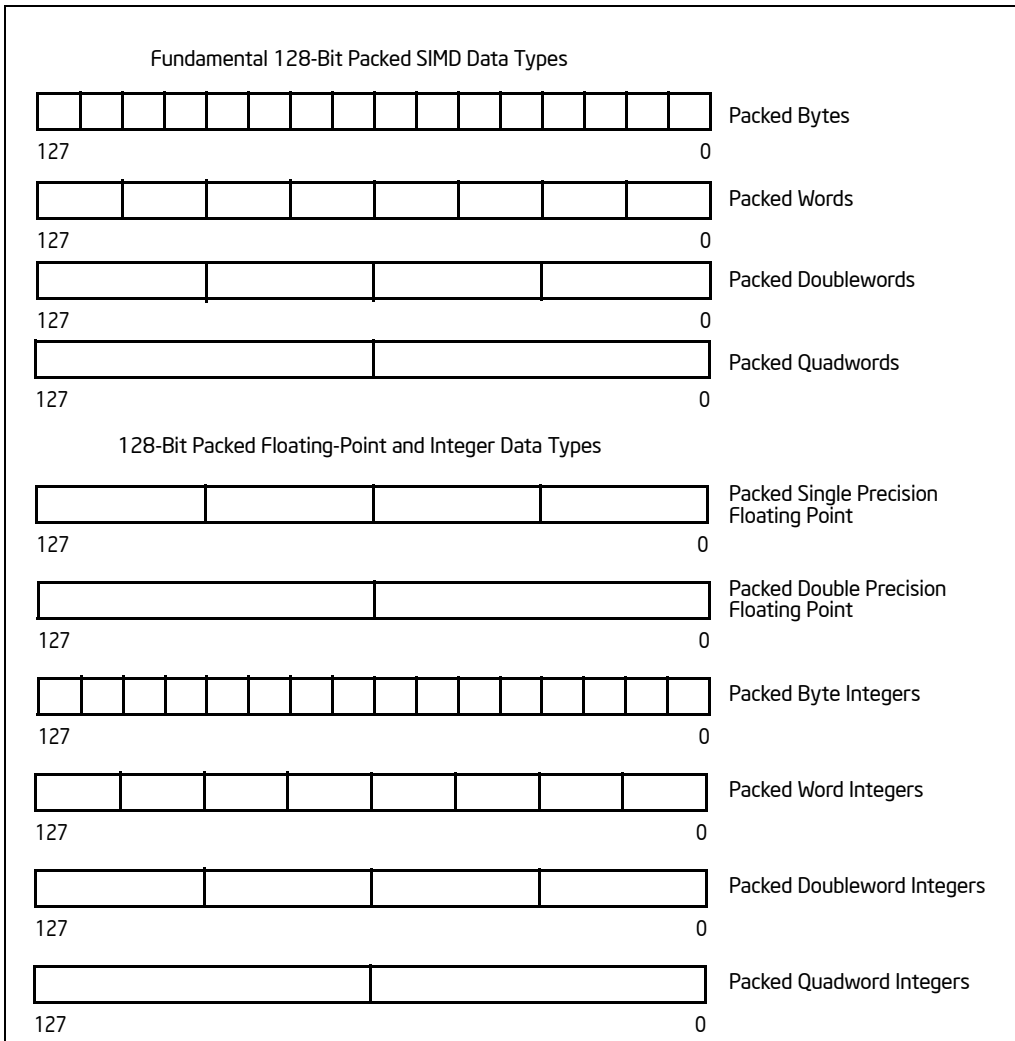 Fundamental 128-Bit Packed SIMD Data Types
Packed Bytes
127 0
Packed Words
127 0
Packed Doublewords
127 0
Packed Quadwords
127 0
128-Bit Packed Floating-Point and Integer Data Types
Packed Single Precision
Floating Point
127 0
Packed Double Precision
Floating Point
127 0
Packed Byte Integers
127 0
Packed Word Integers
127 0
Packed Doubleword Integers
127 0
Packed Quadword Integers
127 0